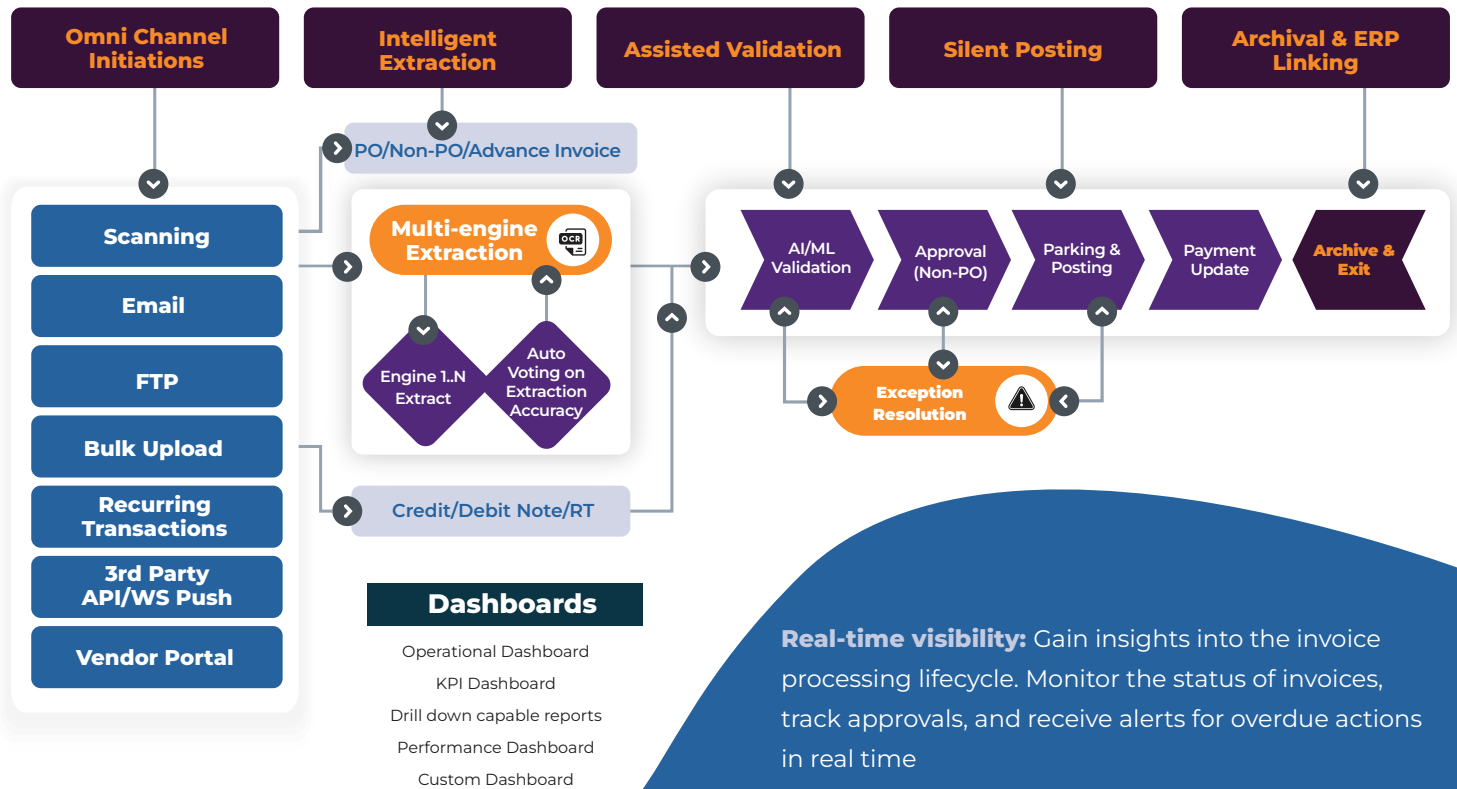 Omni Channel
Initiations
Intelligent
Extraction
Assisted Validation
Silent Posting
Archival & ERP
Linking
Scanning
Email
FTP
Bulk Upload
Recurring
Transactions
3rd Party
API/WS Push
Vendor Portal
PO/Non-PO/Advance Invoice
Multi-engine
Extraction
OCR
Engine 1..N
Extract
Auto
Voting on
Extraction
Accuracy
Credit/Debit Note/RT
AI/ML
Validation
Approval
(Non-PO)
Parking &
Posting
Payment
Update
Archive &
Exit
Exception
Resolution
Dashboards
Operational Dashboard
KPI Dashboard
Drill down capable reports
Performance Dashboard
Custom Dashboard
Real-time visibility: Gain insights into the invoice
processing lifecycle. Monitor the status of invoices,
track approvals, and receive alerts for overdue actions
in real time